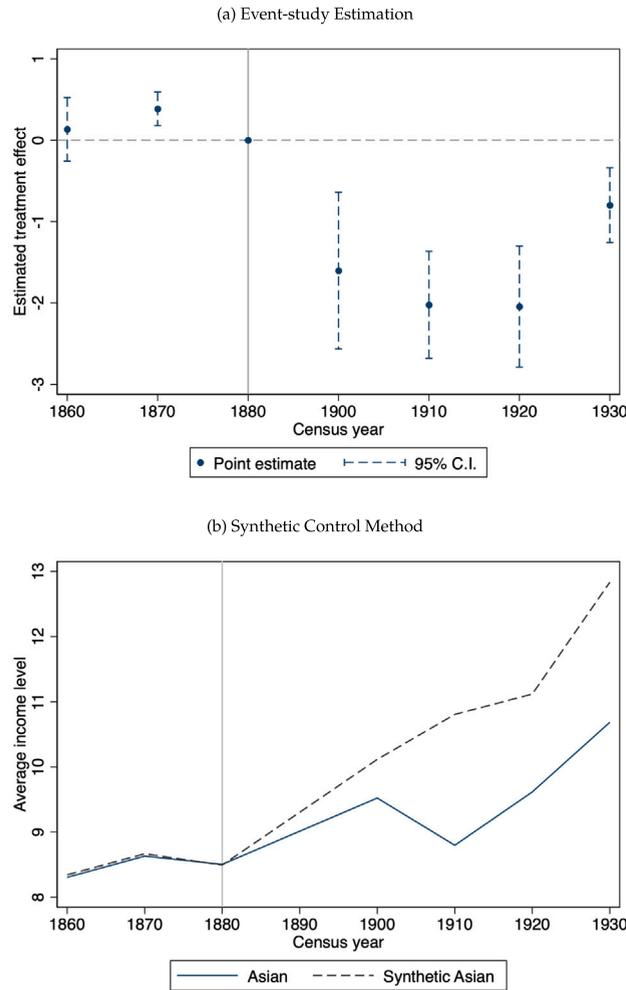 (a) Event-study Estimation
1
0
-1
-2
-3
Estimated treatment effect
1860 1870 1880 1900 1910 1920 1930
Census year
Point estimate 95% C.I.
(b) Synthetic Control Method
13
12
11
10
9
8
Average income level
1860 1870 1880 1890 1900 1910 1920 1930
Census year
Asian Synthetic Asian